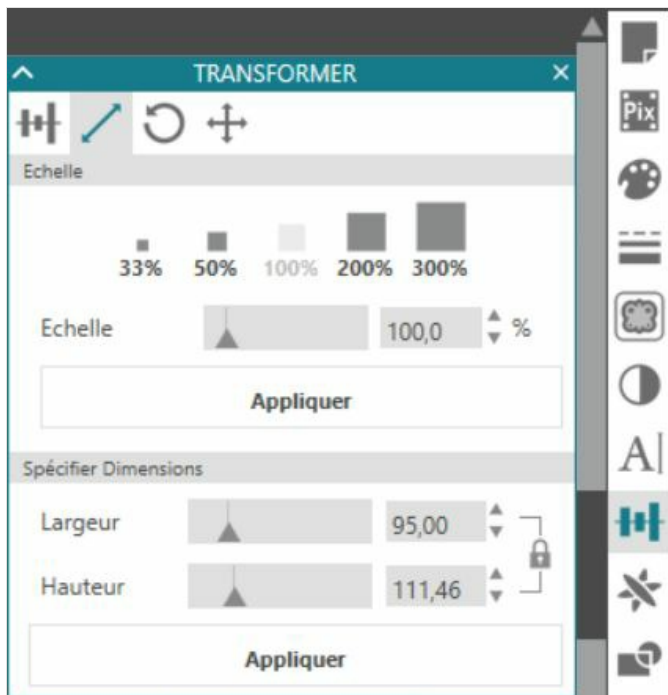 TRANSFORMER
Pix
Echelle
33% 50% 100% 200% 300%
Echelle 100,0 %
Appliquer
A
Spécifier Dimensions
Largeur 95,00
Hauteur 111,46
Appliquer